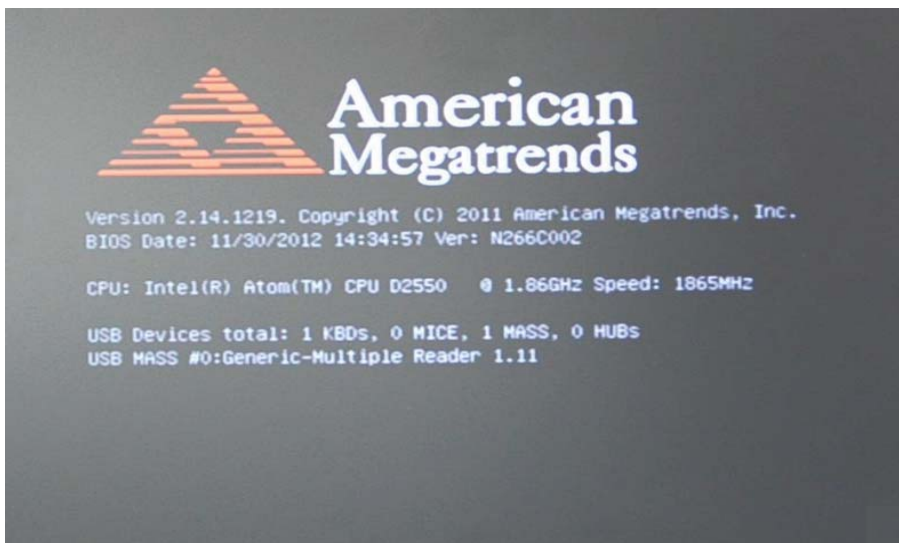 American
Megatrends
Version 2.14.1219. Copyright (C) 2011 American Megatrends, Inc.
BIOS Date: 11/30/2012 14:34:57 Ver: N266C002
CPU: Intel(R) Atom(TM) CPU D2550 @ 1.86GHz Speed: 1865MHz
USB Devices total: 1 KBDs, 0 MICE, 1 MASS, 0 HUBs
USB MASS #0:Generic-Multiple Reader 1.11